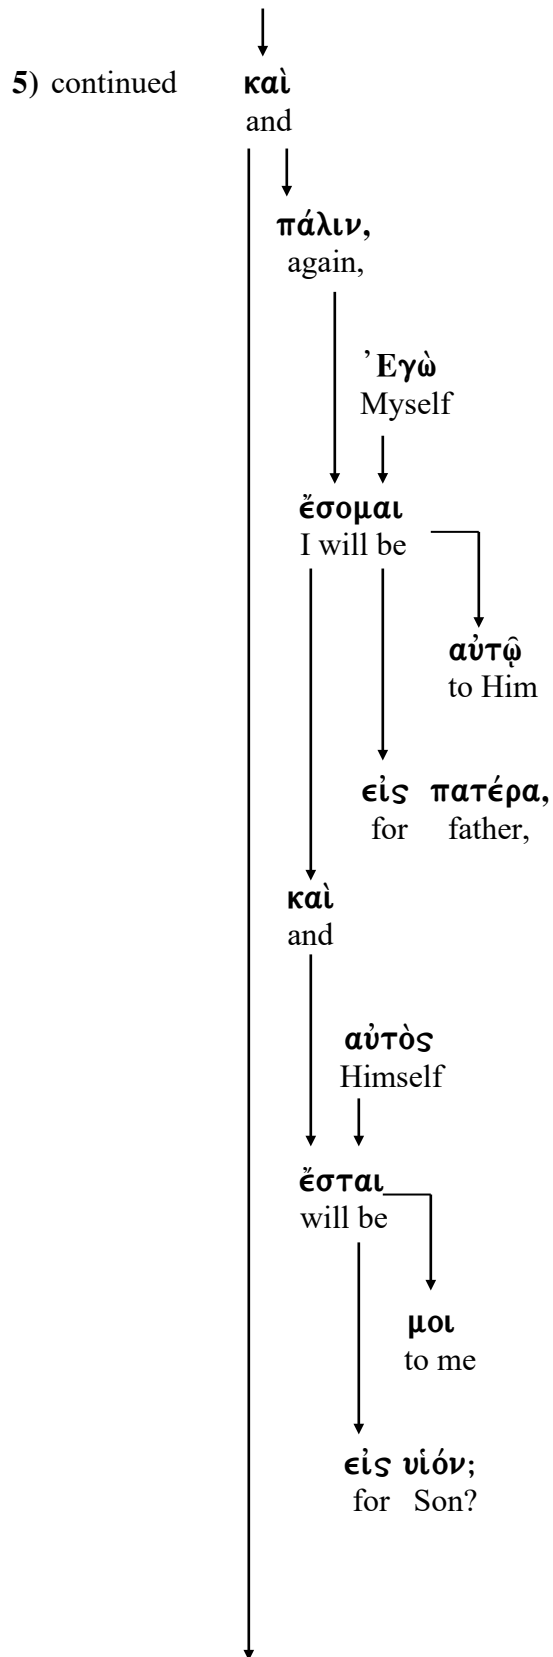 5) continued καὶ
and
πάλιν,
again,
Ἐγὼ
Myself
ἔσομαι
I will be
αὐτῷ
to Him
εἰς πατέρα,
for father,
καὶ
and
αὐτὸς
Himself
ἔσται
will be
μοι
to me
εἰς υἱόν;
for Son?